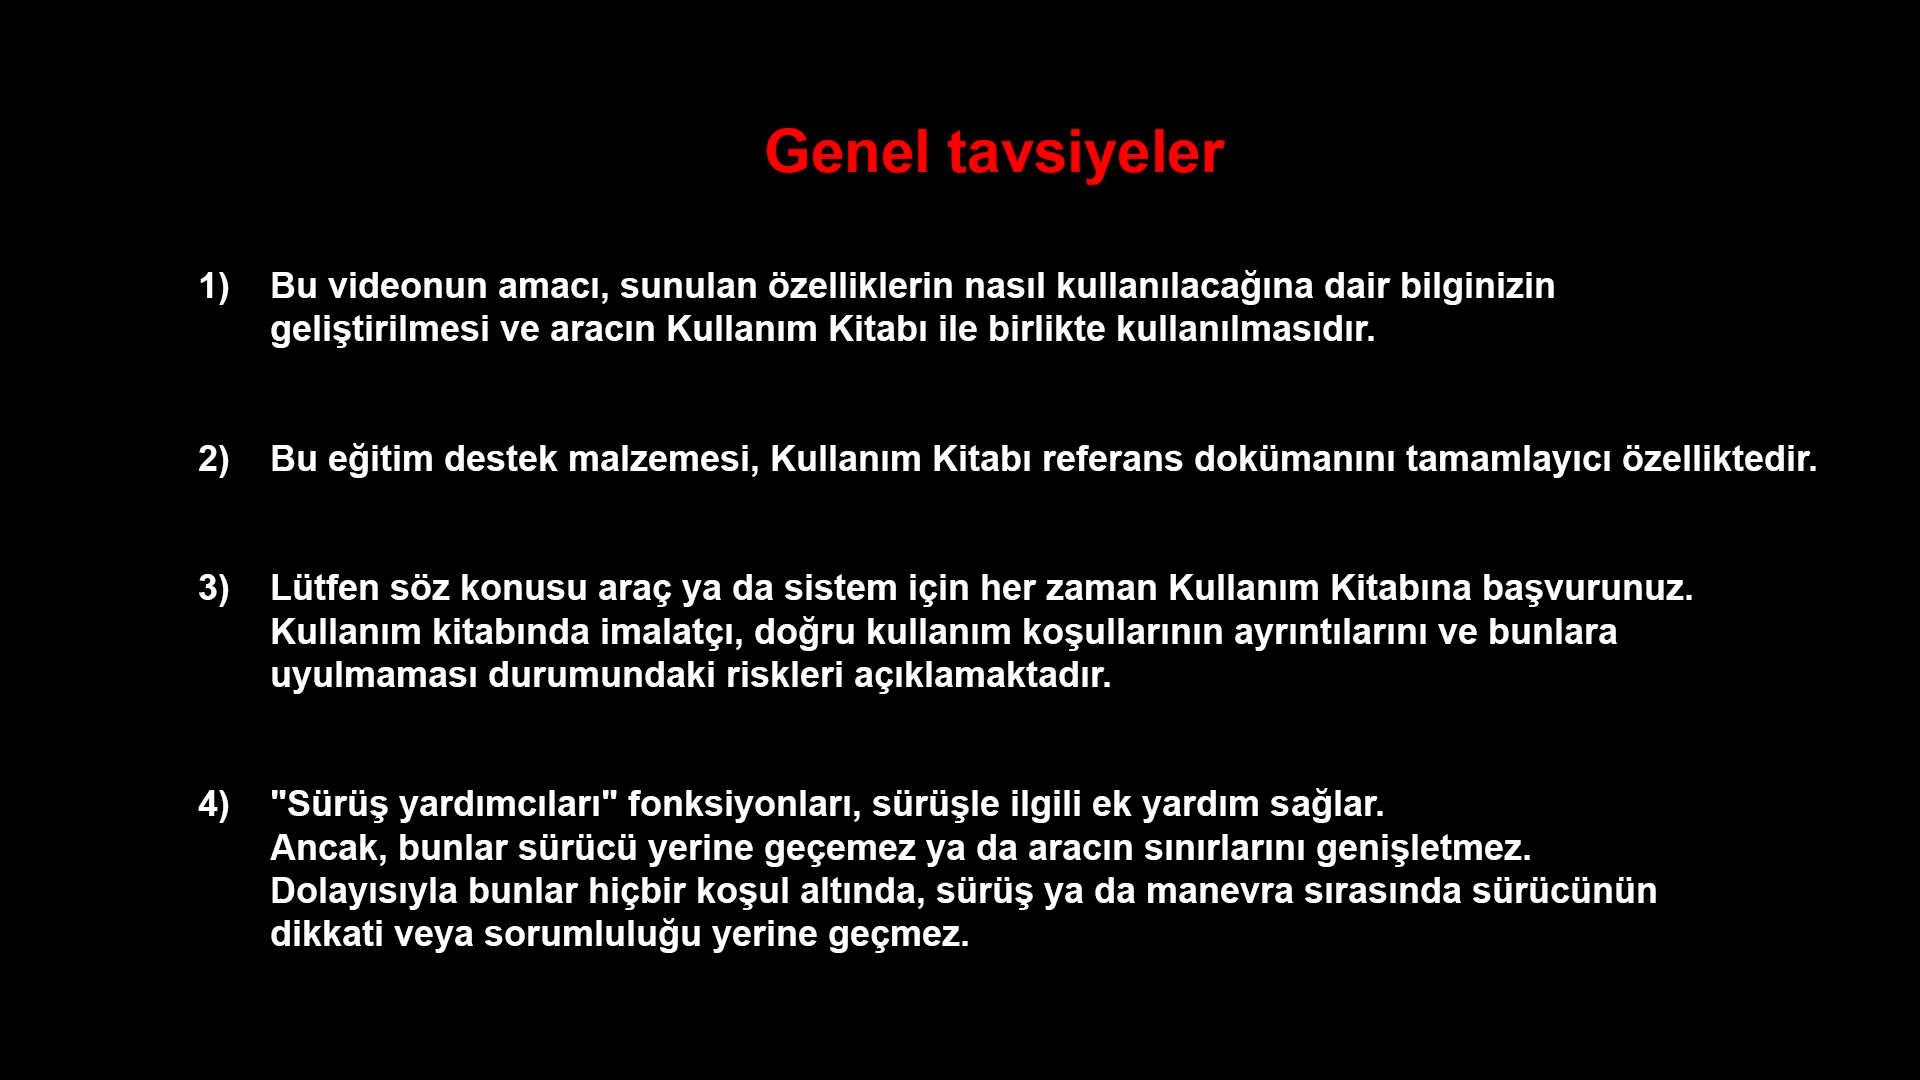 Genel tavsiyeler
1) Bu videonun amacı, sunulan özelliklerin nasıl kullanılacağına dair bilginizin
geliştirilmesi ve aracın Kullanım Kitabı ile birlikte kullanılmasıdır.
2) Bu eğitim destek malzemesi, Kullanım Kitabı referans dokümanını tamamlayıcı özelliktedir.
3) Lütfen söz konusu araç ya da sistem için her zaman Kullanım Kitabına başvurunuz.
Kullanım kitabında imalatçı, doğru kullanım koşullarının ayrıntılarını ve bunlara
uyulmaması durumundaki riskleri açıklamaktadır.
4) "Sürüş yardımcıları" fonksiyonları, sürüşle ilgili ek yardım sağlar.
Ancak, bunlar sürücü yerine geçemez ya da aracın sınırlarını genişletmez.
Dolayısıyla bunlar hiçbir koşul altında, sürüş ya da manevra sırasında sürücünün
dikkati veya sorumluluğu yerine geçmez.